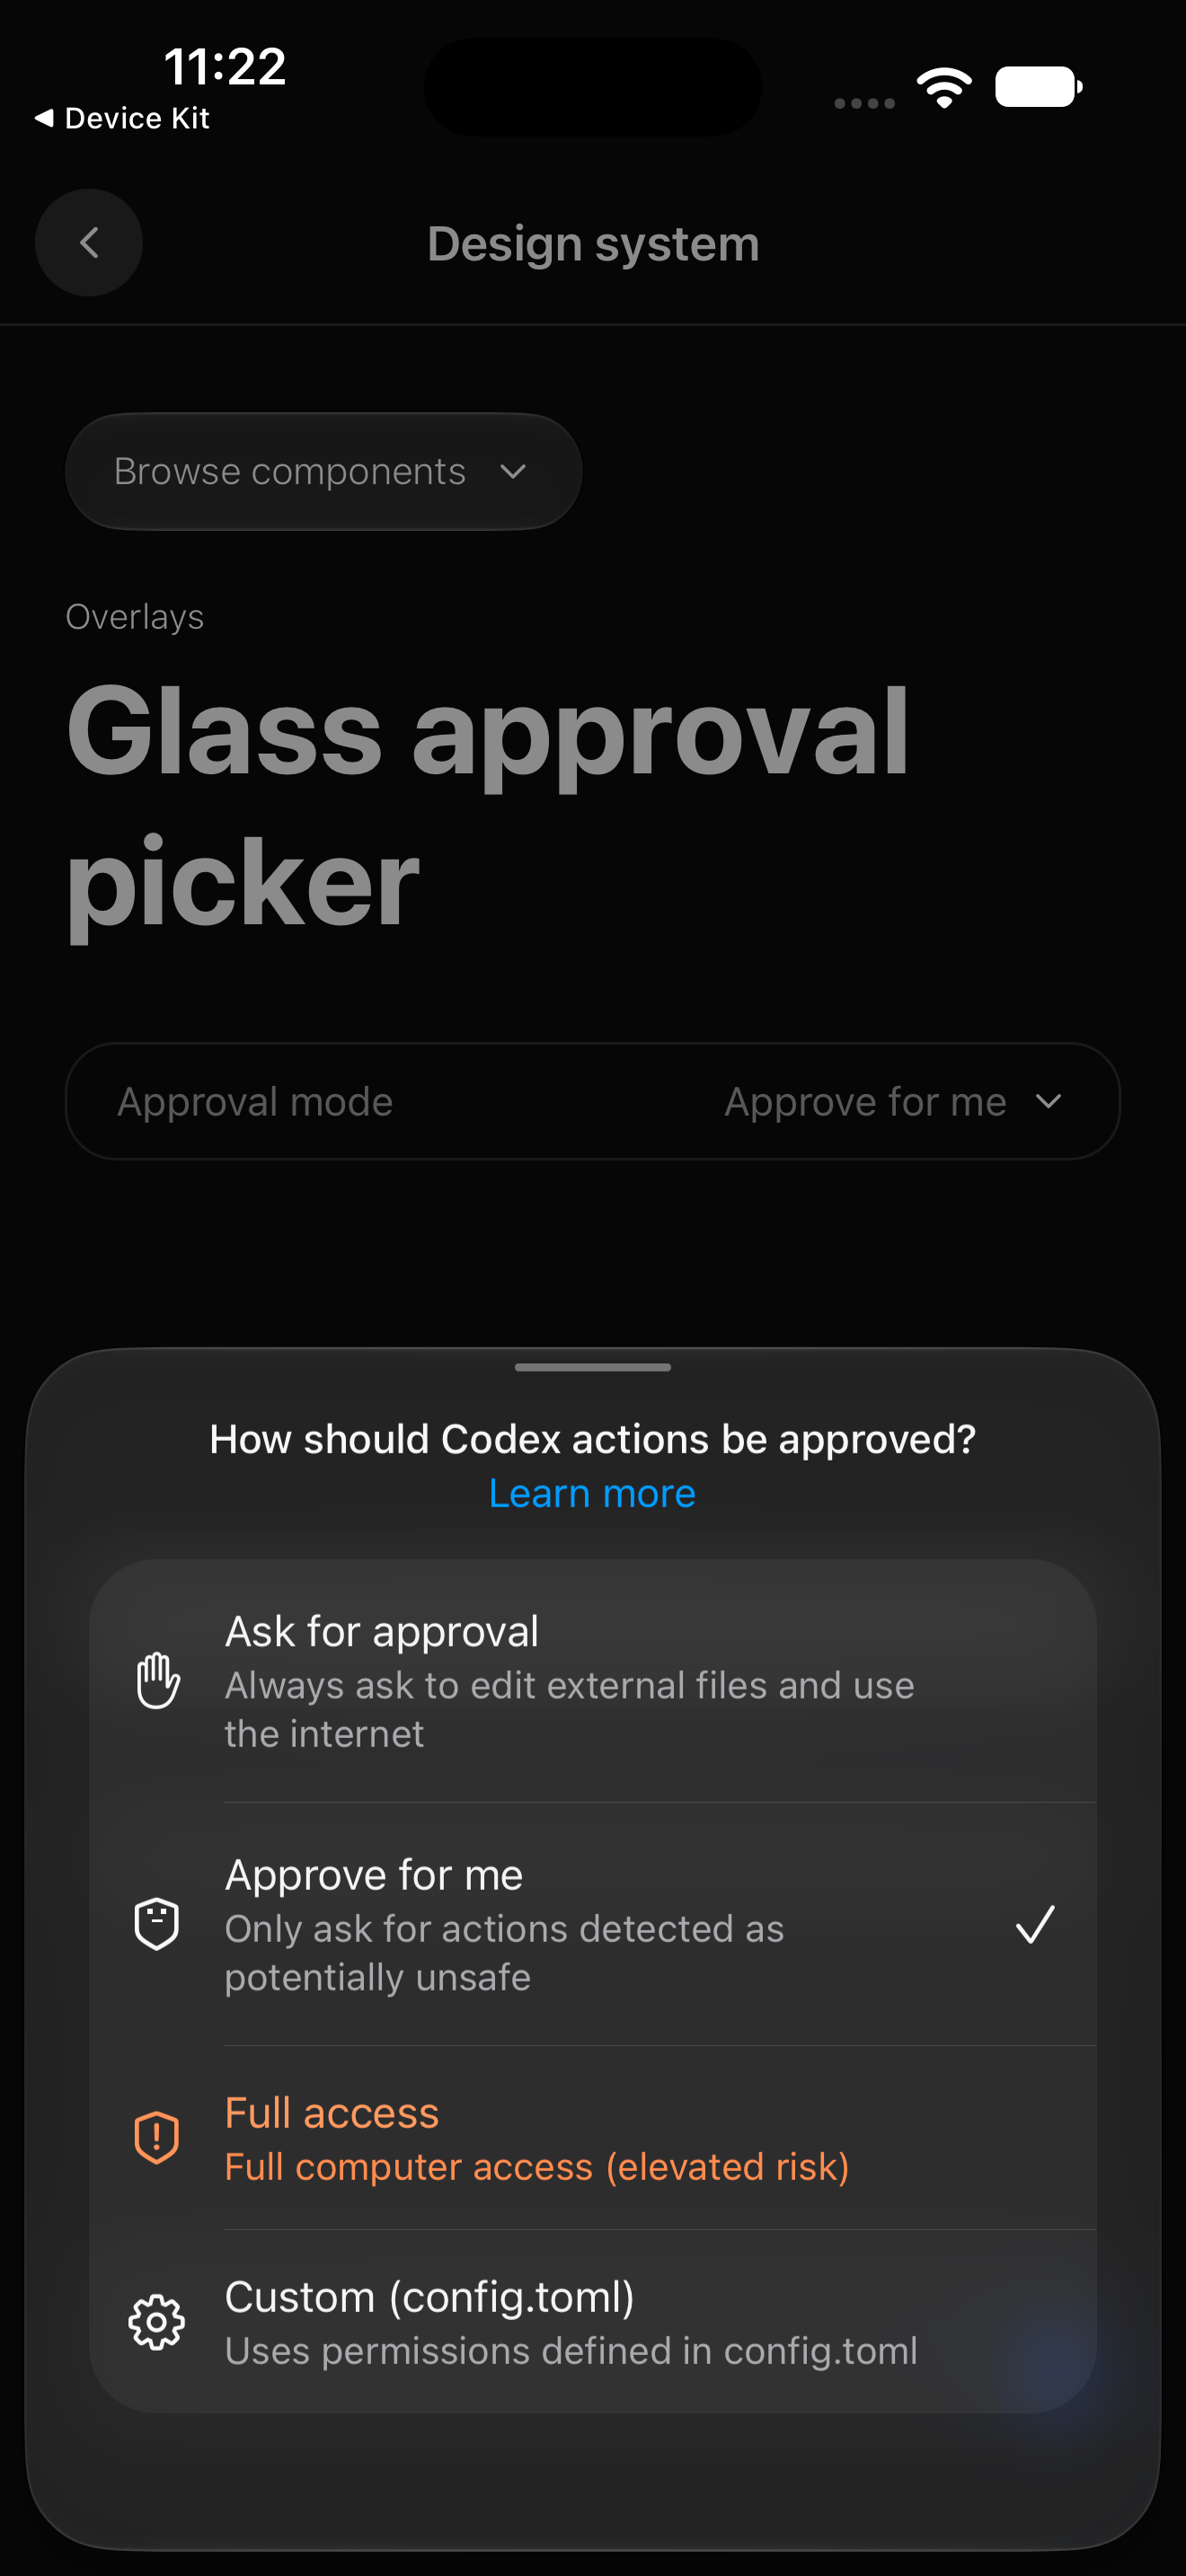 11:22
Device Kit
Design system
Browse components
Overlays
Glass approval
picker
Approval mode
Approve for me
How should Codex actions be approved?
Learn more
Ask for approval
Always ask to edit external files and use
the internet
Approve for me
Only ask for actions detected as
potentially unsafe
Full access
Full computer access (elevated risk)
Custom (config.toml)
Uses permissions defined in config.toml